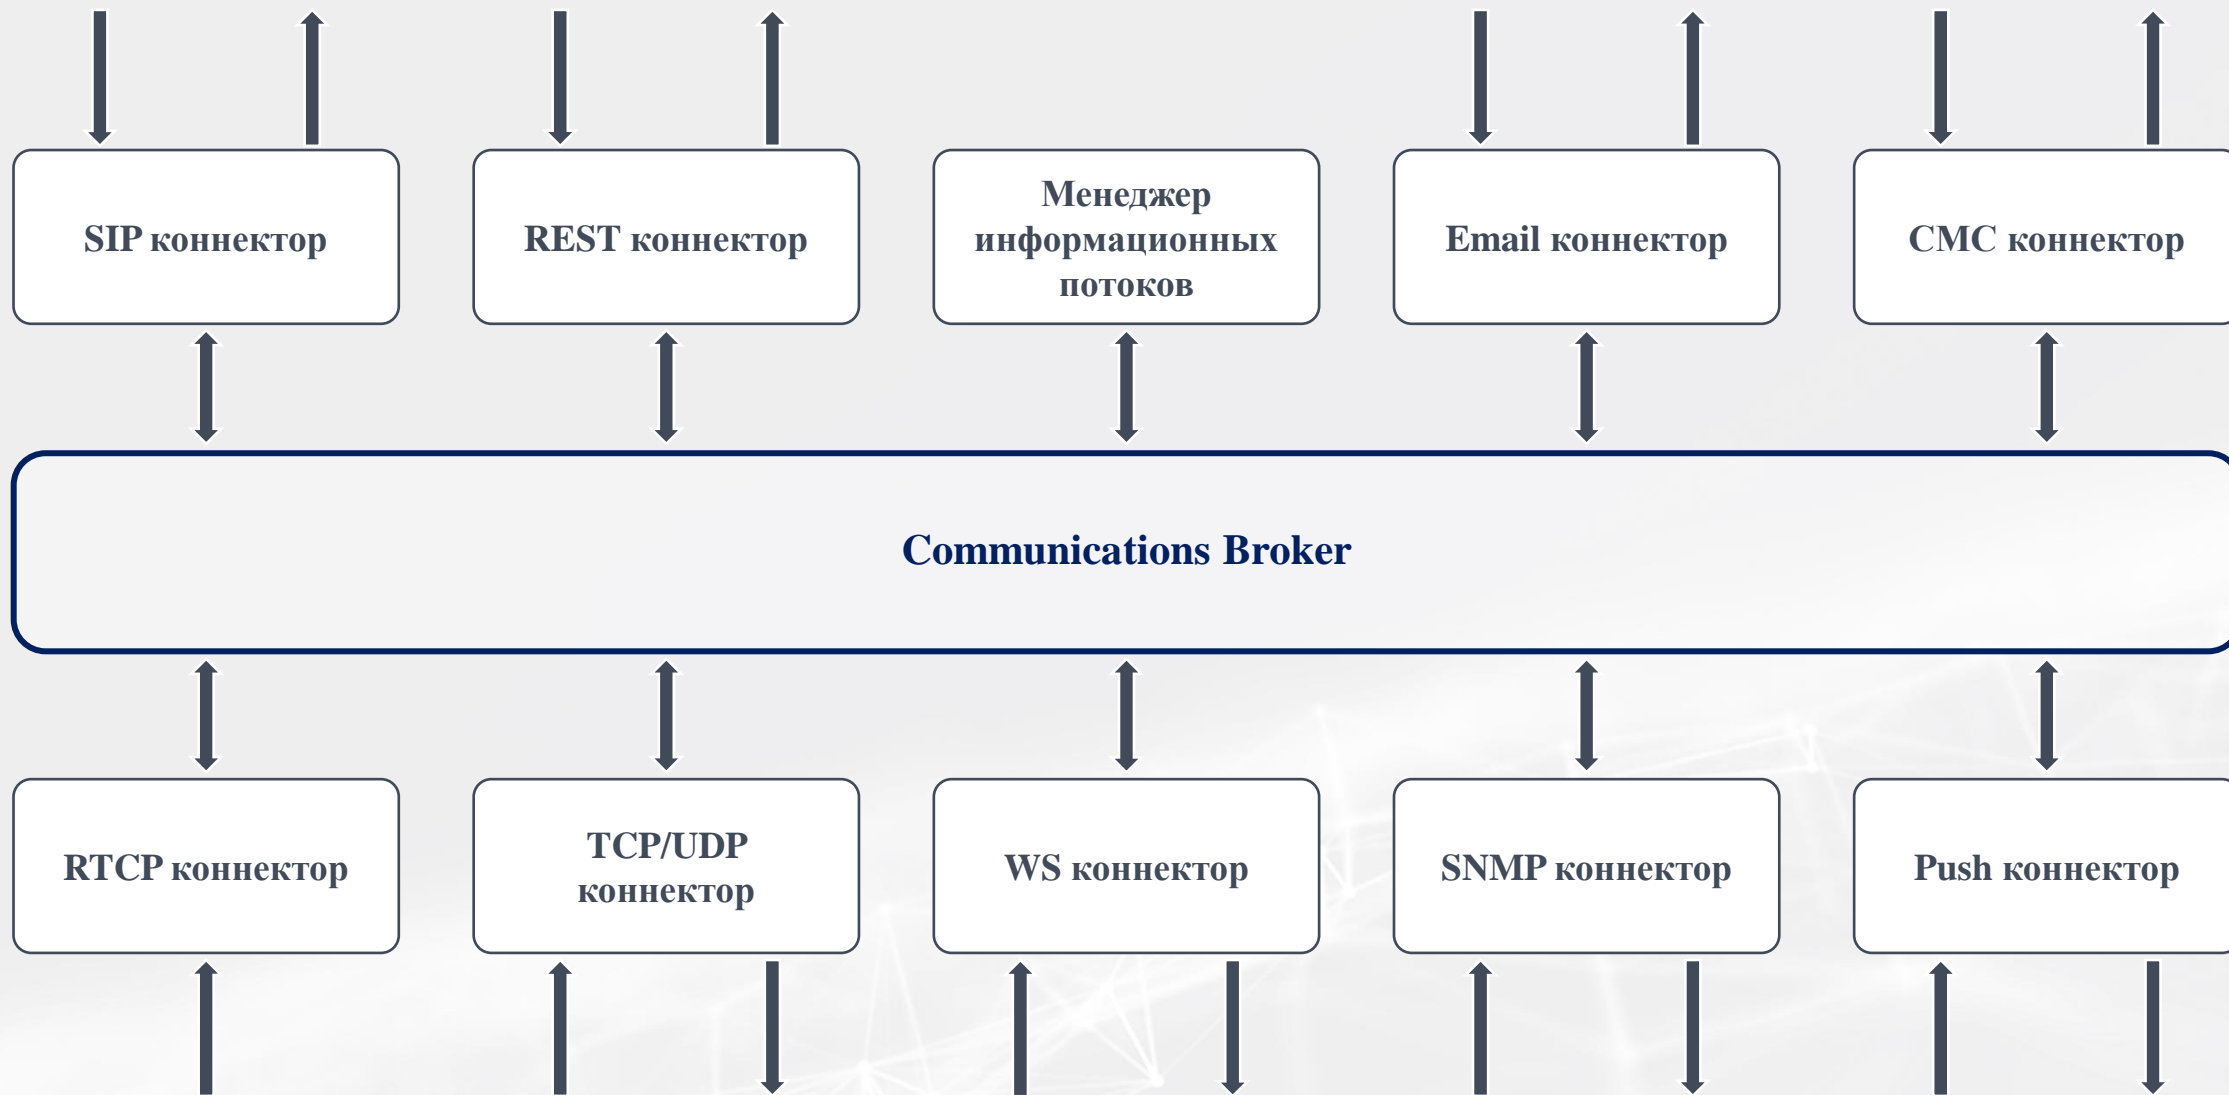 SIP коннектор
REST коннектор
Менеджер
информационных
потоков
Email коннектор
СМС коннектор
Communications Broker
RTCP коннектор
TCP/UDP
коннектор
WS коннектор
SNMP коннектор
Push коннектор